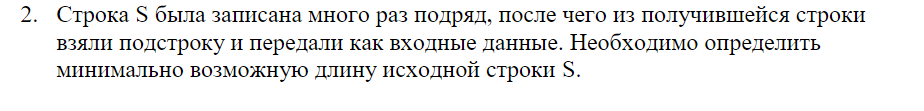 2. Строка S была записана много раз подряд, после чего из получившейся строки
взяли подстроку и передали как входные данные. Необходимо определить
минимально возможную длину исходной строки S.